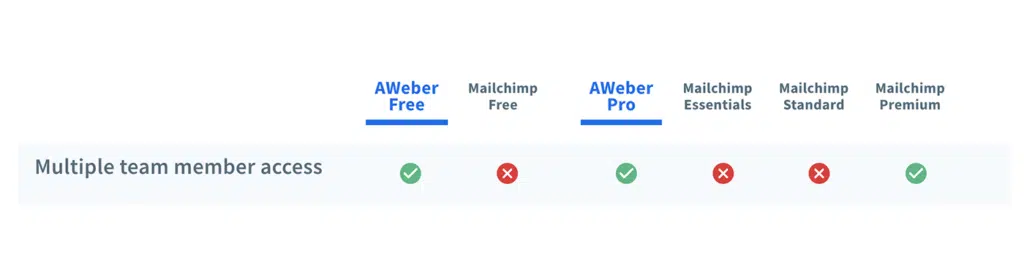 AWeber
Free
Mailchimp
Free
AWeber
Pro
Mailchimp
Essentials
Mailchimp
Standard
Mailchimp
Premium
Multiple team member access